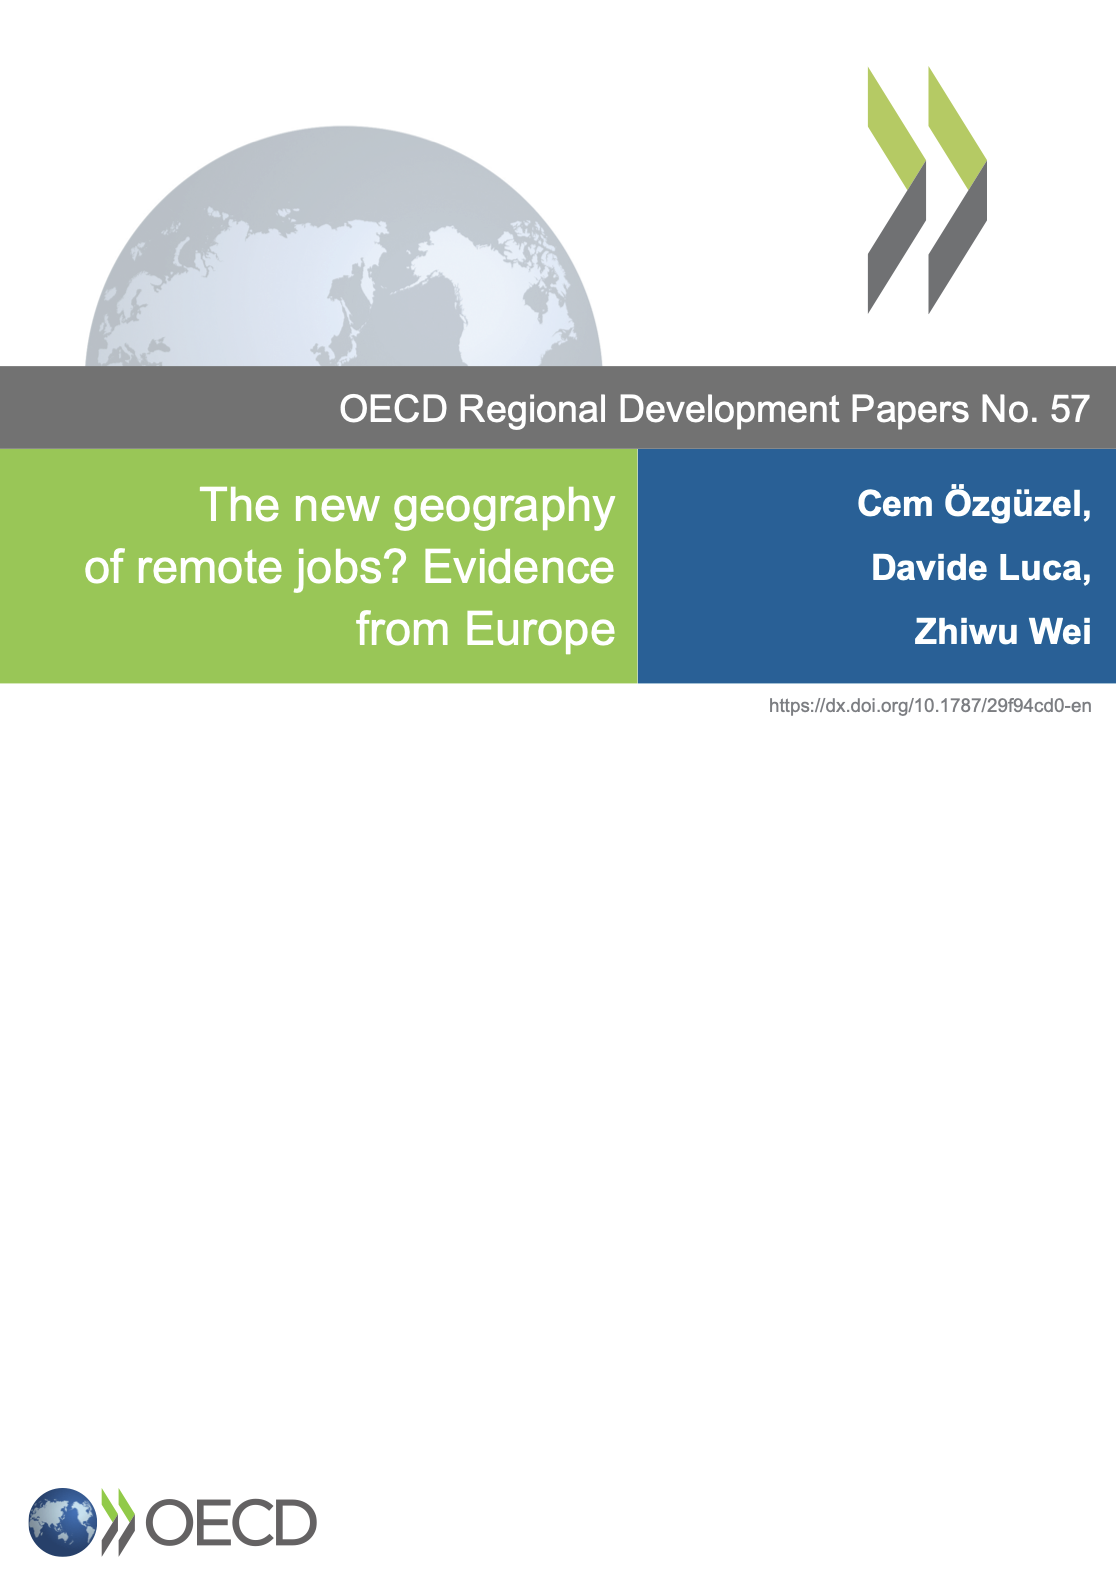 OECD Regional Development Papers No. 57
The new geography
of remote jobs? Evidence
from Europe
Cem Özgüzel,
Davide Luca,
Zhiwu Wei
https://dx.doi.org/10.1787/29f94cd0-en
OECD